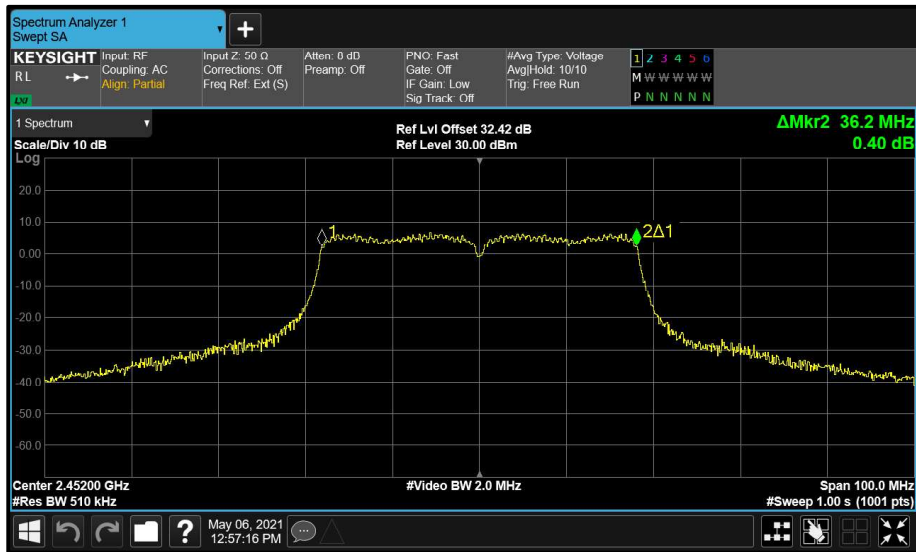 Spectrum Analyzer 1
Swept SA
+
KEYSIGHT
RL
LXI
Input: RF
Coupling: AC
Align: Partial
Input Z: 50 Ω
Corrections: Off
Freq Ref: Ext (S)
Atten: 0 dB
Preamp: Off
PNO: Fast
Gate: Off
IF Gain: Low
Sig Track: Off
#Avg Type: Voltage
Avg|Hold: 10/10
Trig: Free Run
1 2 3 4 5 6
M W W W W W
P N N N N N
1 Spectrum
Scale/Div 10 dB
Log
Ref Lvl Offset 32.42 dB
Ref Level 30.00 dBm
ΔMkr2 36.2 MHz
0.40 dB
20.0
10.0
0.00
-10.0
-20.0
-30.0
-40.0
-50.0
-60.0
1
2Δ1
Center 2.45200 GHz
#Res BW 510 kHz
#Video BW 2.0 MHz
Span 100.0 MHz
#Sweep 1.00 s (1001 pts)
?
May 06, 2021
12:57:16 PM